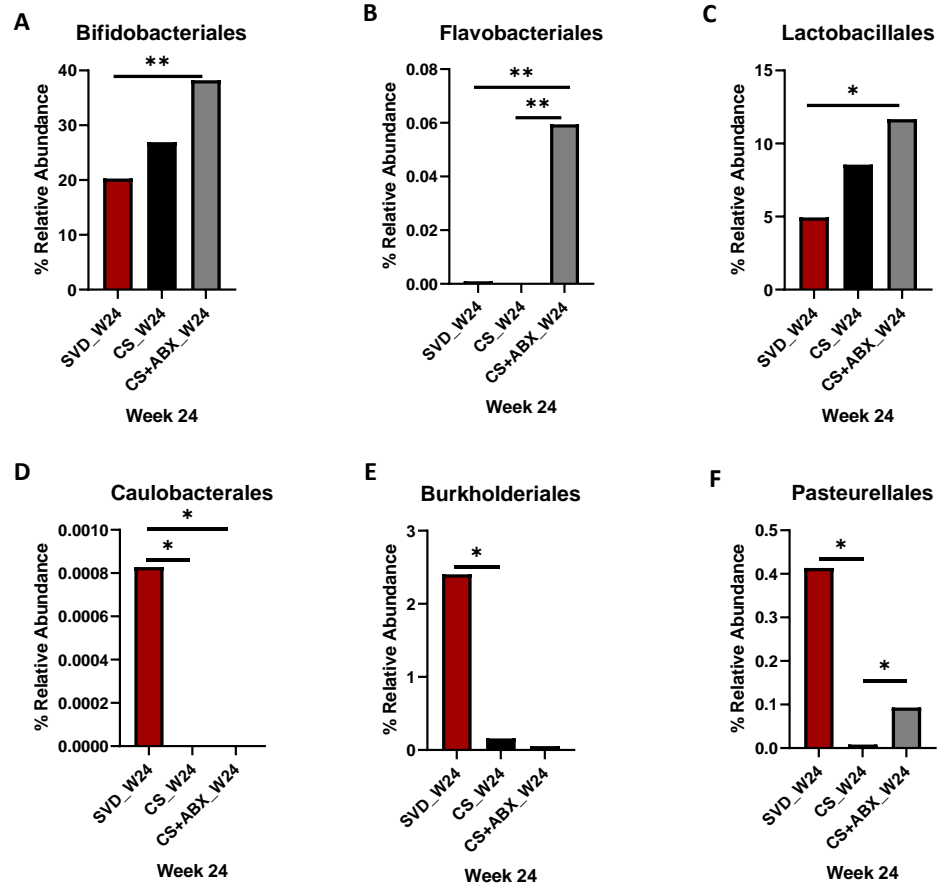 A
Bifidobacteriales
**
% Relative Abundance
40
30
20
10
0
SVD_W24
CS_W24
CS+ABX_W24
Week 24
B
Flavobacteriales
**
**
% Relative Abundance
0.08
0.06
0.04
0.02
0.00
SVD_W24
CS_W24
CS+ABX_W24
Week 24
C
Lactobacillales
*
% Relative Abundance
15
10
5
0
SVD_W24
CS_W24
CS+ABX_W24
Week 24
D
Caulobacterales
*
*
% Relative Abundance
0.0010
0.0008
0.0006
0.0004
0.0002
0.0000
SVD_W24
CS_W24
CS+ABX_W24
Week 24
E
Burkholderiales
*
% Relative Abundance
3
2
1
0
SVD_W24
CS_W24
CS+ABX_W24
Week 24
F
Pasteurellales
*
*
% Relative Abundance
0.5
0.4
0.3
0.2
0.1
0.0
SVD_W24
CS_W24
CS+ABX_W24
Week 24